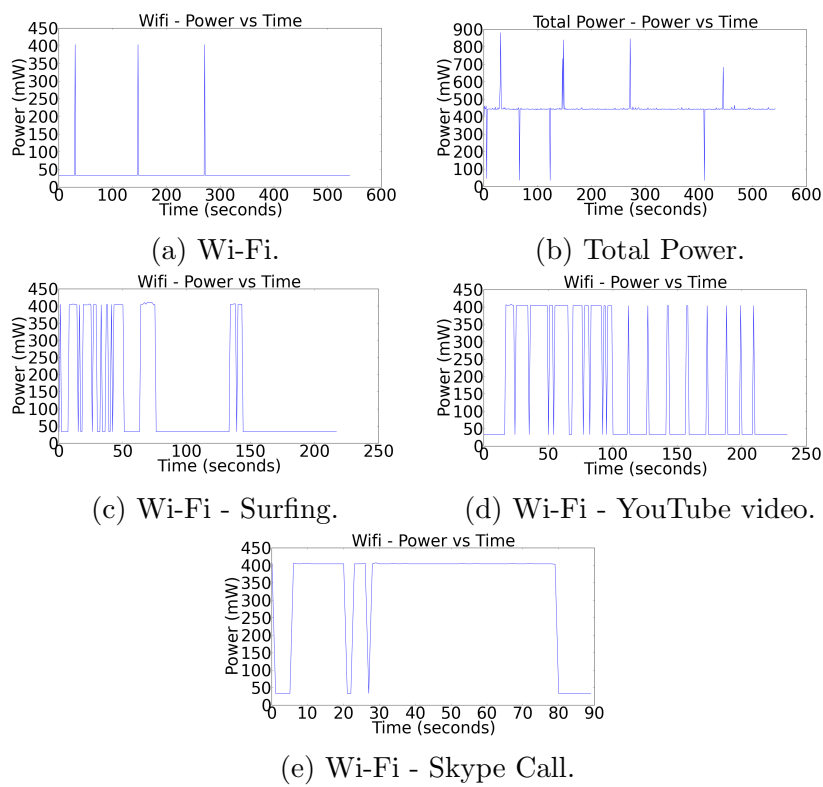 Wifi - Power vs Time
Power (mW)
450
400
350
300
250
200
150
100
50
0
0 100 200 300 400 500 600
Time (seconds)
(a) Wi-Fi.
Total Power - Power vs Time
Power (mW)
900
800
700
600
500
400
300
200
100
0
0 100 200 300 400 500 600
Time (seconds)
(b) Total Power.
Wifi - Power vs Time
Power (mW)
450
400
350
300
250
200
150
100
50
0
0 50 100 150 200 250
Time (seconds)
(c) Wi-Fi - Surfing.
Wifi - Power vs Time
Power (mW)
450
400
350
300
250
200
150
100
50
0
0 50 100 150 200 250
Time (seconds)
(d) Wi-Fi - YouTube video.
Wifi - Power vs Time
Power (mW)
450
400
350
300
250
200
150
100
50
0
0 10 20 30 40 50 60 70 80 90
Time (seconds)
(e) Wi-Fi - Skype Call.